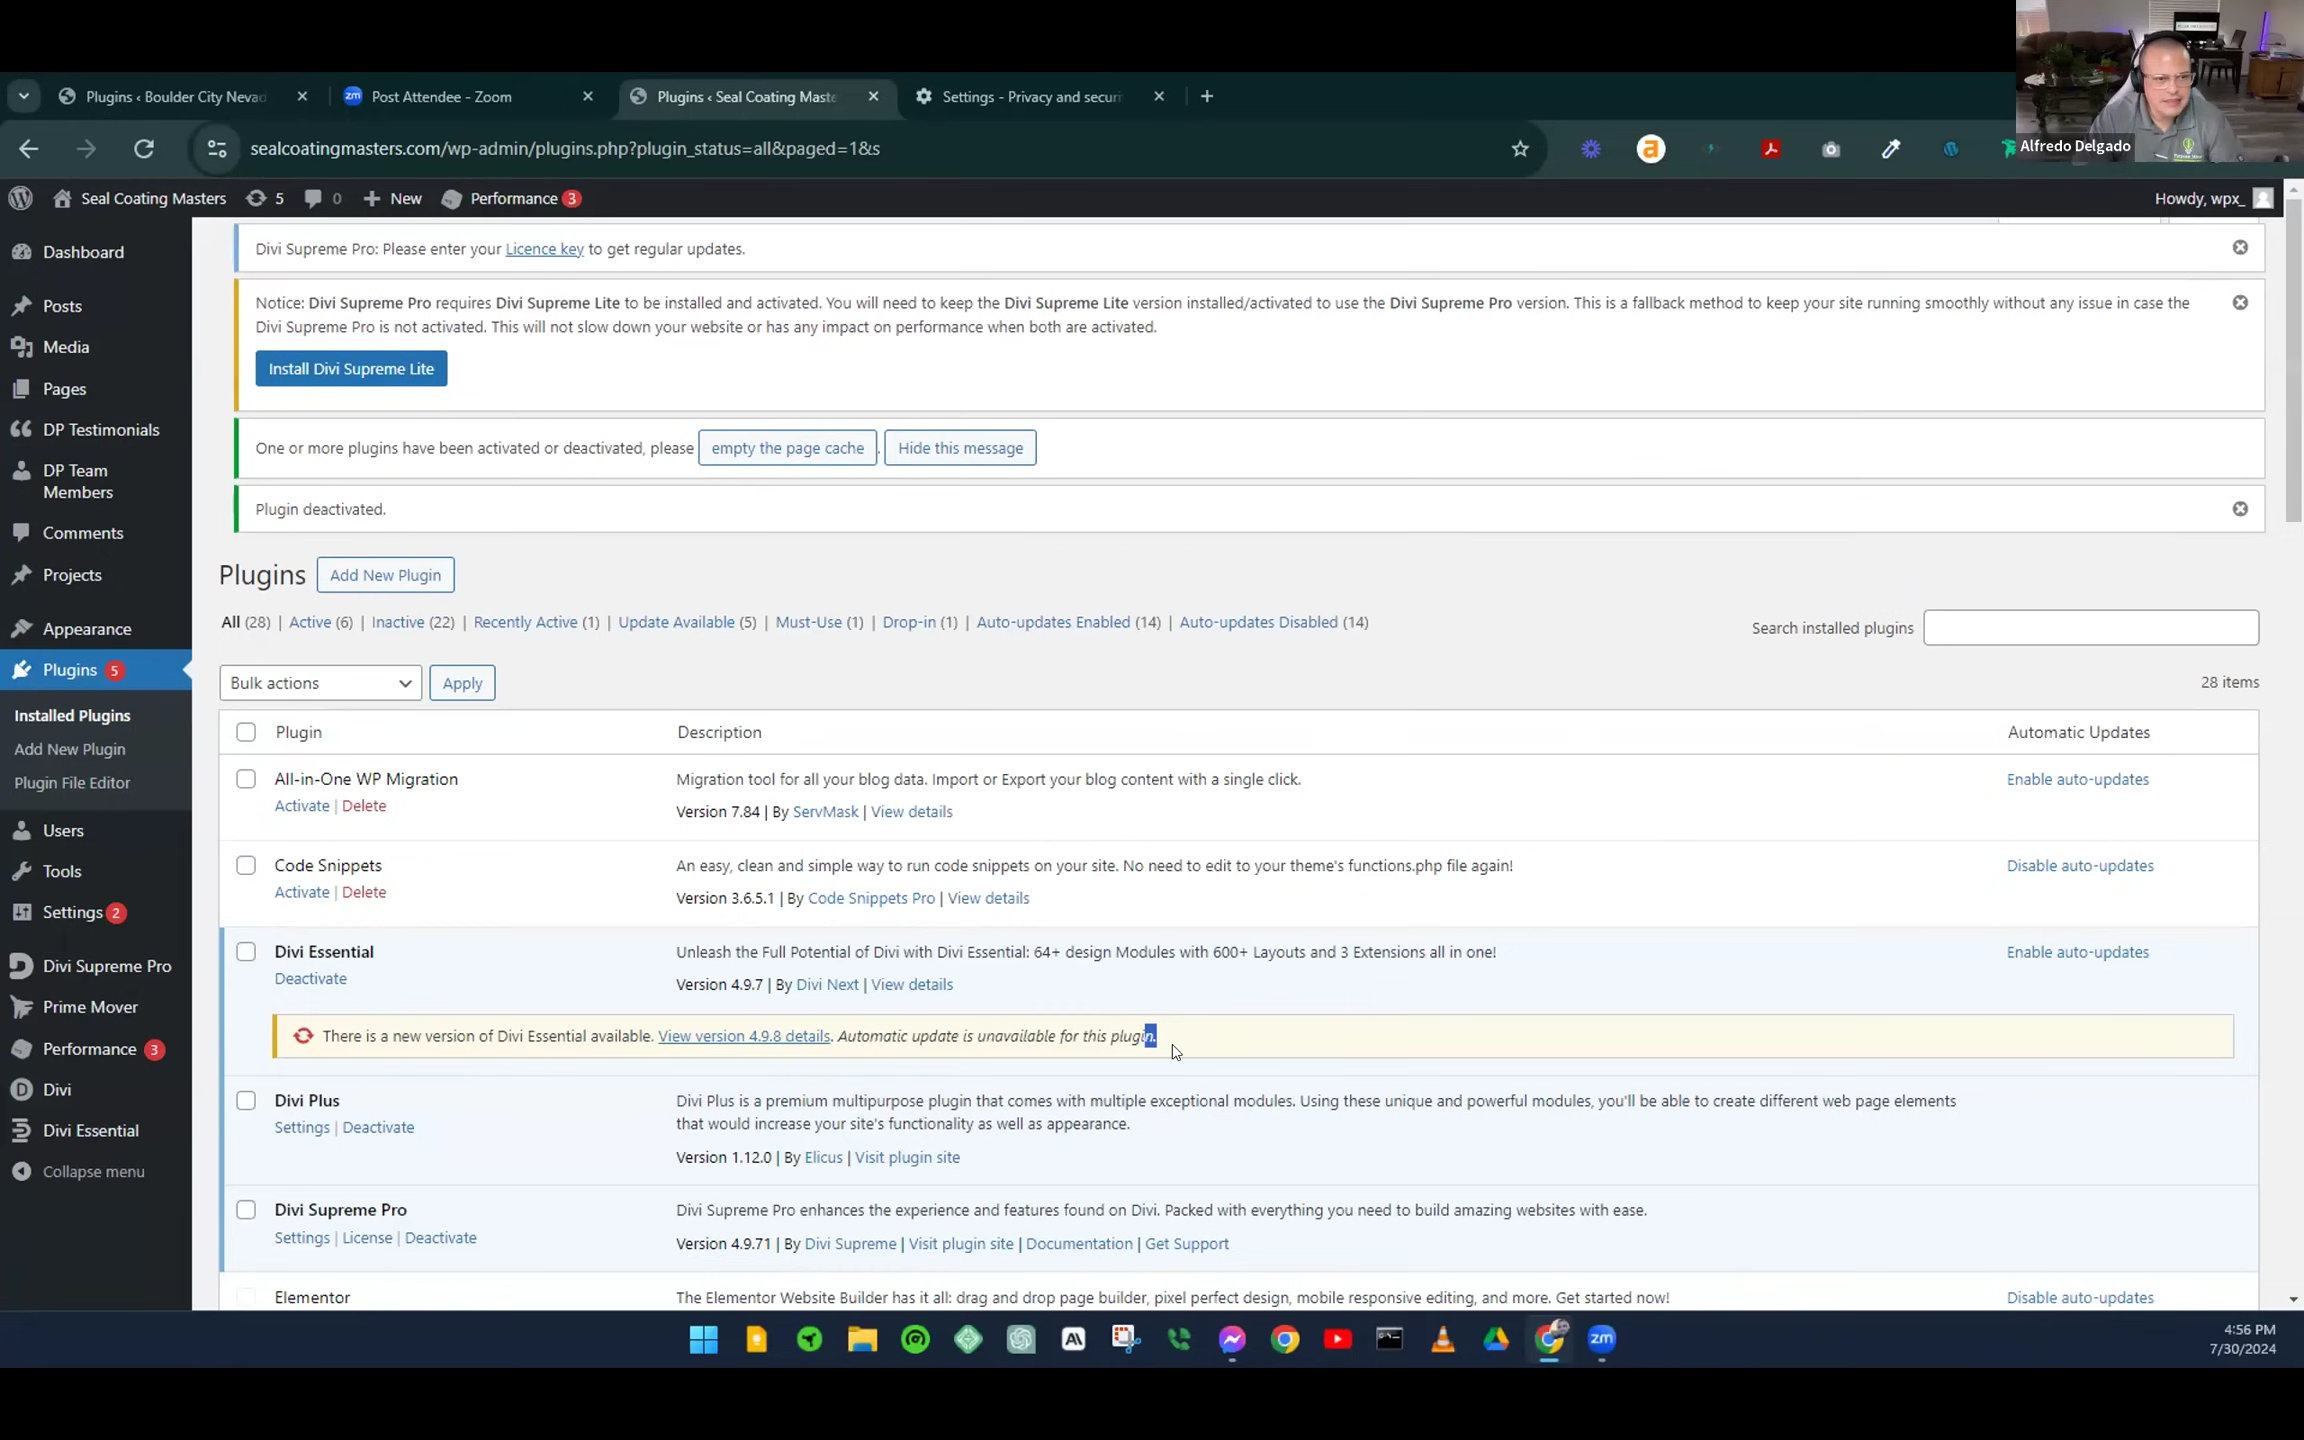 Plugins ‹ Boulder City Nevad
Post Attendee - Zoom
Plugins ‹ Seal Coating Maste
Settings - Privacy and securi
sealcoatingmasters.com/wp-admin/plugins.php?plugin_status=all&paged=1&s
Alfredo Delgado
Seal Coating Masters
5
0
New
Performance 3
Howdy, wpx_
Dashboard
Posts
Media
Pages
DP Testimonials
DP Team
Members
Comments
Projects
Appearance
Plugins 5
Installed Plugins
Add New Plugin
Plugin File Editor
Users
Tools
Settings 2
Divi Supreme Pro
Prime Mover
Performance 3
Divi
Divi Essential
Collapse menu
Divi Supreme Pro: Please enter your Licence key to get regular updates.
Notice: Divi Supreme Pro requires Divi Supreme Lite to be installed and activated. You will need to keep the Divi Supreme Lite version installed/activated to use the Divi Supreme Pro version. This is a fallback method to keep your site running smoothly without any issue in case the
Divi Supreme Pro is not activated. This will not slow down your website or has any impact on performance when both are activated.
Install Divi Supreme Lite
One or more plugins have been activated or deactivated, please empty the page cache . Hide this message
Plugin deactivated.
Plugins Add New Plugin
All (28) | Active (6) | Inactive (22) | Recently Active (1) | Update Available (5) | Must-Use (1) | Drop-in (1) | Auto-updates Enabled (14) | Auto-updates Disabled (14)
Search installed plugins
Bulk actions Apply
28 items
Plugin Description Automatic Updates
All-in-One WP Migration Migration tool for all your blog data. Import or Export your blog content with a single click. Enable auto-updates
Activate | Delete
Version 7.84 | By ServMask | View details
Code Snippets An easy, clean and simple way to run code snippets on your site. No need to edit to your theme's functions.php file again! Disable auto-updates
Activate | Delete
Version 3.6.5.1 | By Code Snippets Pro | View details
Divi Essential Unleash the Full Potential of Divi with Divi Essential: 64+ design Modules with 600+ Layouts and 3 Extensions all in one! Enable auto-updates
Deactivate
Version 4.9.7 | By Divi Next | View details
There is a new version of Divi Essential available. View version 4.9.8 details. Automatic update is unavailable for this plugin.
Divi Plus Divi Plus is a premium multipurpose plugin that comes with multiple exceptional modules. Using these unique and powerful modules, you'll be able to create different web page elements
Settings | Deactivate that would increase your site's functionality as well as appearance.
Version 1.12.0 | By Elicus | Visit plugin site
Divi Supreme Pro Divi Supreme Pro enhances the experience and features found on Divi. Packed with everything you need to build amazing websites with ease.
Settings | License | Deactivate Version 4.9.71 | By Divi Supreme | Visit plugin site | Documentation | Get Support
Elementor The Elementor Website Builder has it all: drag and drop page builder, pixel perfect design, mobile responsive editing, and more. Get started now! Disable auto-updates
4:56 PM
7/30/2024